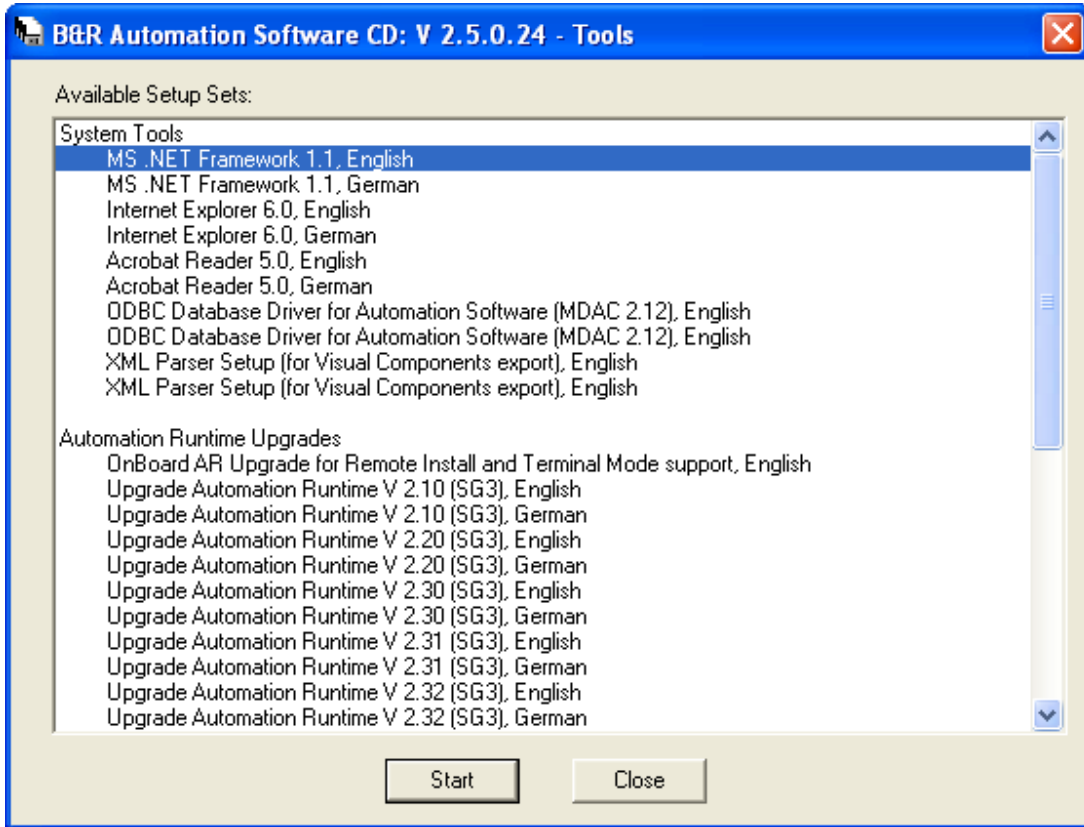 B&R Automation Software CD: V 2.5.0.24 - Tools
Available Setup Sets:
System Tools
MS .NET Framework 1.1, English
MS .NET Framework 1.1, German
Internet Explorer 6.0, English
Internet Explorer 6.0, German
Acrobat Reader 5.0, English
Acrobat Reader 5.0, German
ODBC Database Driver for Automation Software (MDAC 2.12), English
ODBC Database Driver for Automation Software (MDAC 2.12), English
XML Parser Setup (for Visual Components export), English
XML Parser Setup (for Visual Components export), English
Automation Runtime Upgrades
OnBoard AR Upgrade for Remote Install and Terminal Mode support, English
Upgrade Automation Runtime V 2.10 (SG3), English
Upgrade Automation Runtime V 2.10 (SG3), German
Upgrade Automation Runtime V 2.20 (SG3), English
Upgrade Automation Runtime V 2.20 (SG3), German
Upgrade Automation Runtime V 2.30 (SG3), English
Upgrade Automation Runtime V 2.30 (SG3), German
Upgrade Automation Runtime V 2.31 (SG3), English
Upgrade Automation Runtime V 2.31 (SG3), German
Upgrade Automation Runtime V 2.32 (SG3), English
Upgrade Automation Runtime V 2.32 (SG3), German
Start Close